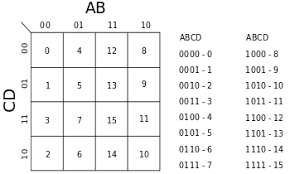 AB
00 01 11 10
CD
00 0 4 12 8
01 1 5 13 9
11 3 7 15 11
10 2 6 14 10
ABCD
0000 - 0
0001 - 1
0010 - 2
0011 - 3
0100 - 4
0101 - 5
0110 - 6
0111 - 7
ABCD
1000 - 8
1001 - 9
1010 - 10
1011 - 11
1100 - 12
1101 - 13
1110 - 14
1111 - 15